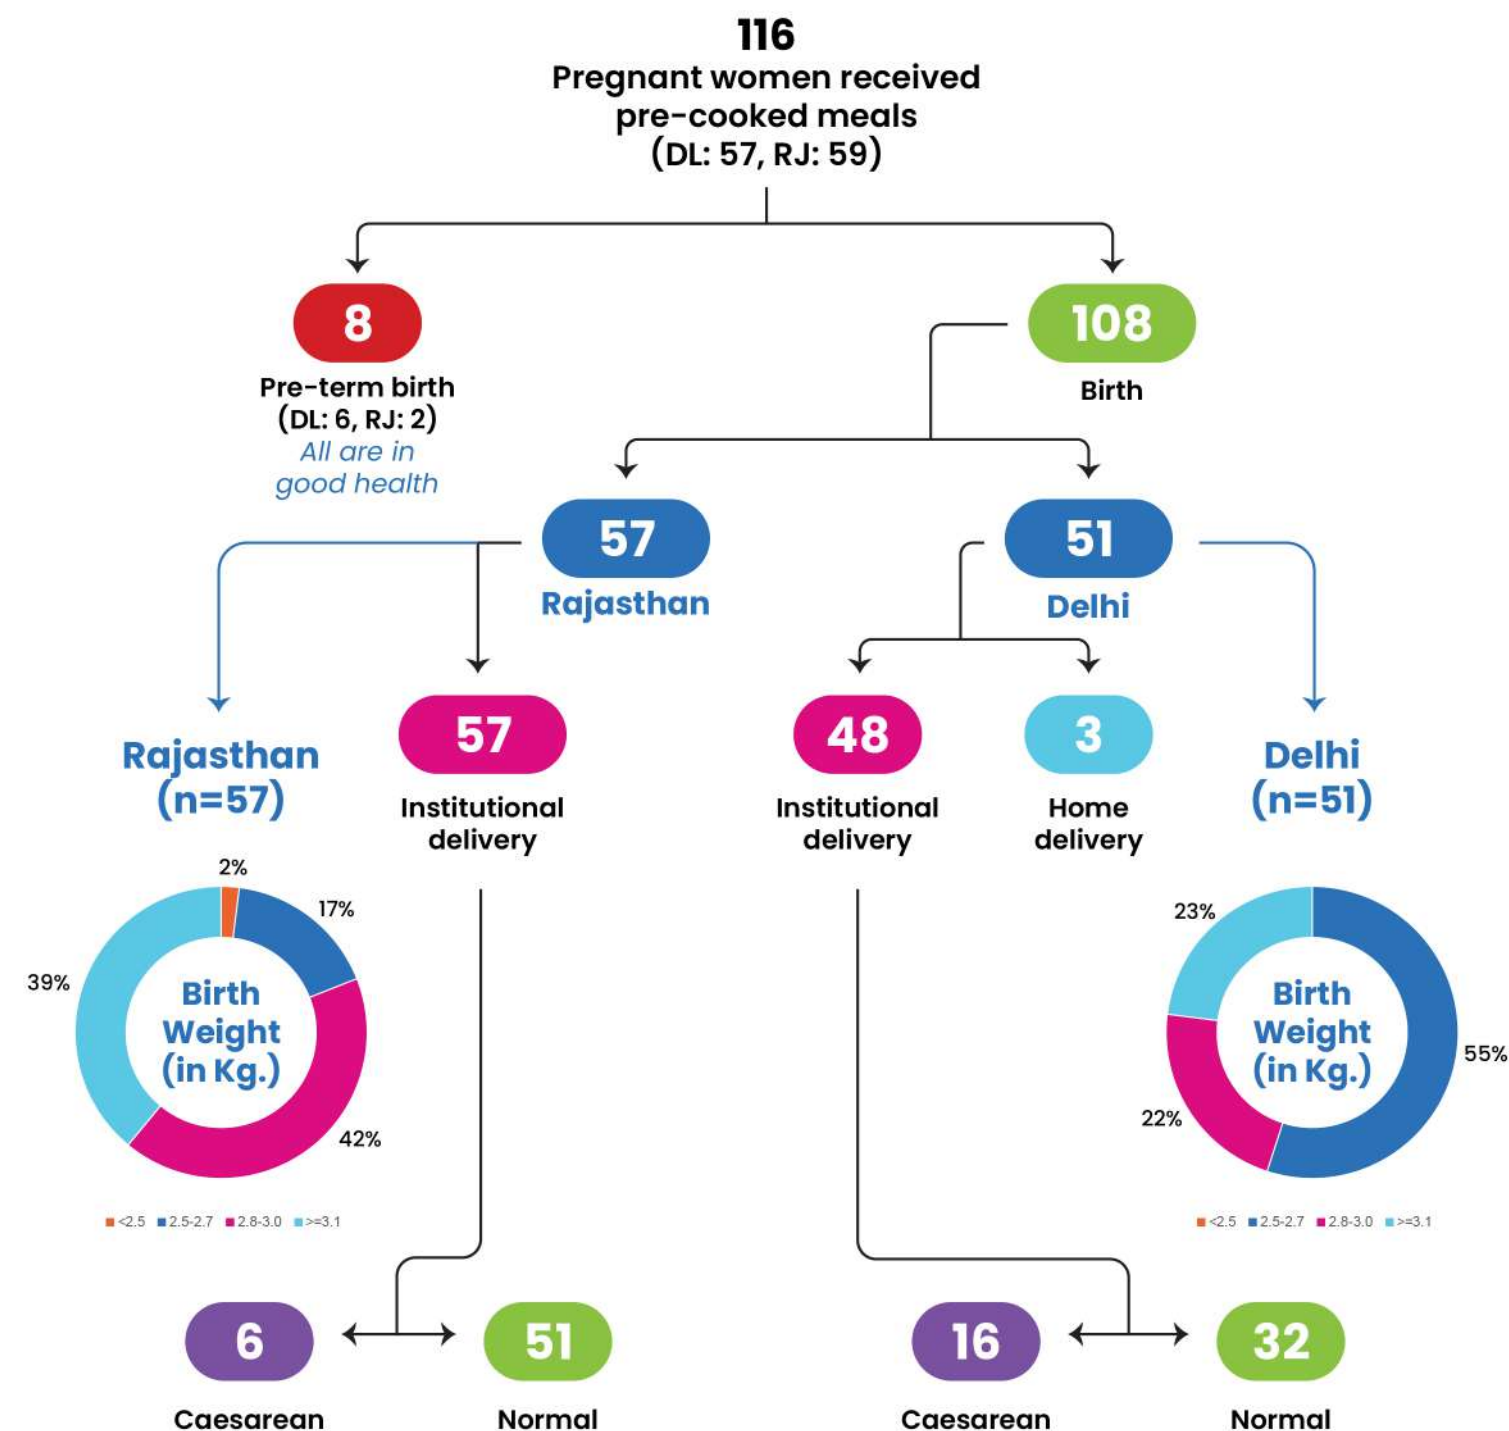 116
Pregnant women received
pre-cooked meals
(DL: 57, RJ: 59)
8
Pre-term birth
(DL: 6, RJ: 2)
All are in
good health
108
Birth
57
Rajasthan
51
Delhi
Rajasthan
(n=57)
57
Institutional
delivery
48
Institutional
delivery
3
Home
delivery
Delhi
(n=51)
2%
17%
39%
42%
Birth
Weight
(in Kg.)
<2.5 2.5-2.7 2.8-3.0 >=3.1
23%
55%
22%
Birth
Weight
(in Kg.)
<2.5 2.5-2.7 2.8-3.0 >=3.1
6
Caesarean
51
Normal
16
Caesarean
32
Normal